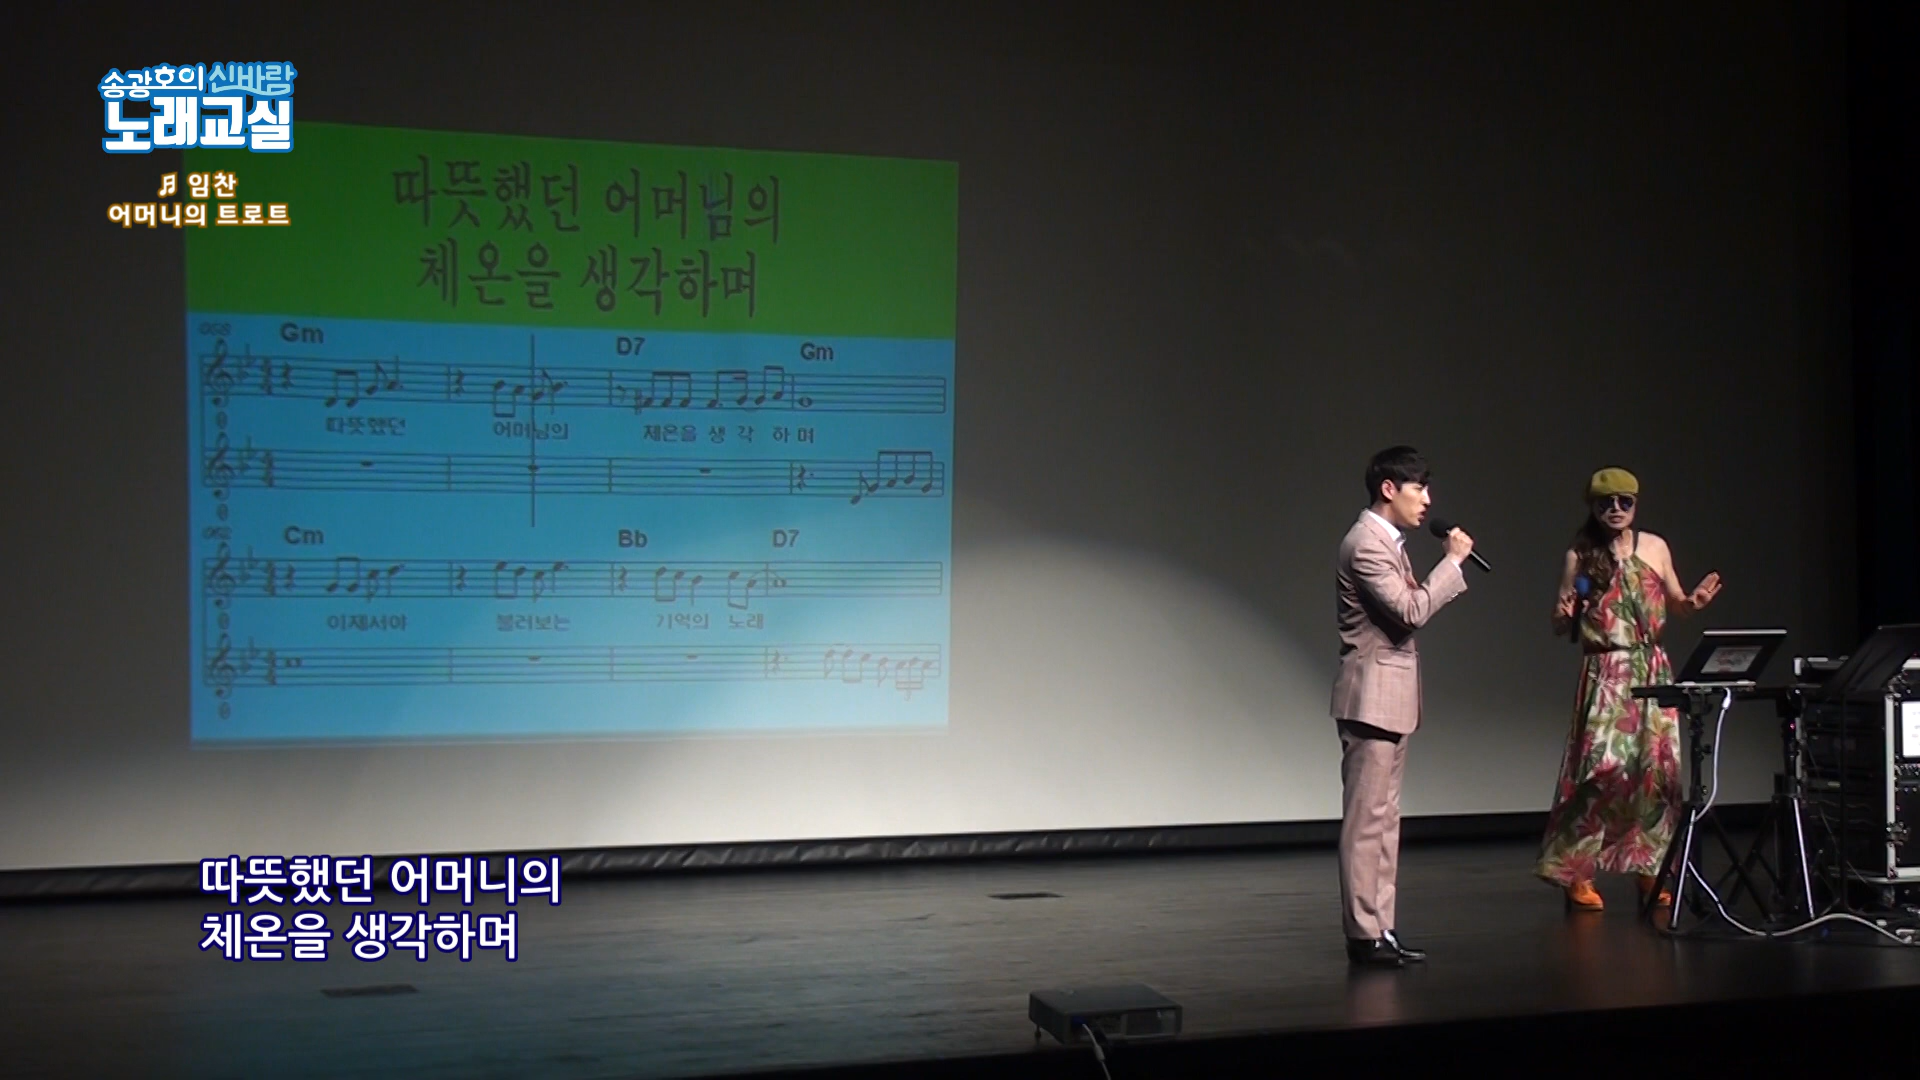 송광호의 신바람
노래교실
♬ 임찬
어머니의 트로트
따뜻했던 어머님의
체온을 생각하며
Gm D7 Gm
따뜻했던 어머님의 체온을 생 각 하 며
Cm Bb D7
이제서야 불러보는 기억의 노래
따뜻했던 어머니의
체온을 생각하며